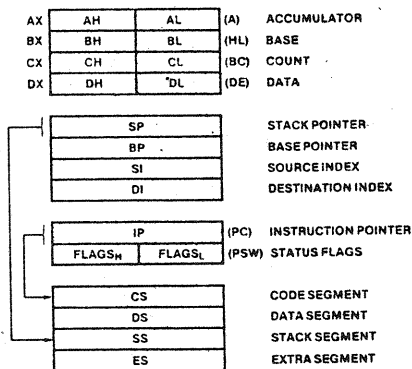 AX AH AL (A) ACCUMULATOR
BX BH BL (HL) BASE
CX CH CL (BC) COUNT
DX DH DL (DE) DATA
SP STACK POINTER
BP BASE POINTER
SI SOURCE INDEX
DI DESTINATION INDEX
IP (PC) INSTRUCTION POINTER
FLAGSH FLAGSL (PSW) STATUS FLAGS
CS CODE SEGMENT
DS DATA SEGMENT
SS STACK SEGMENT
ES EXTRA SEGMENT